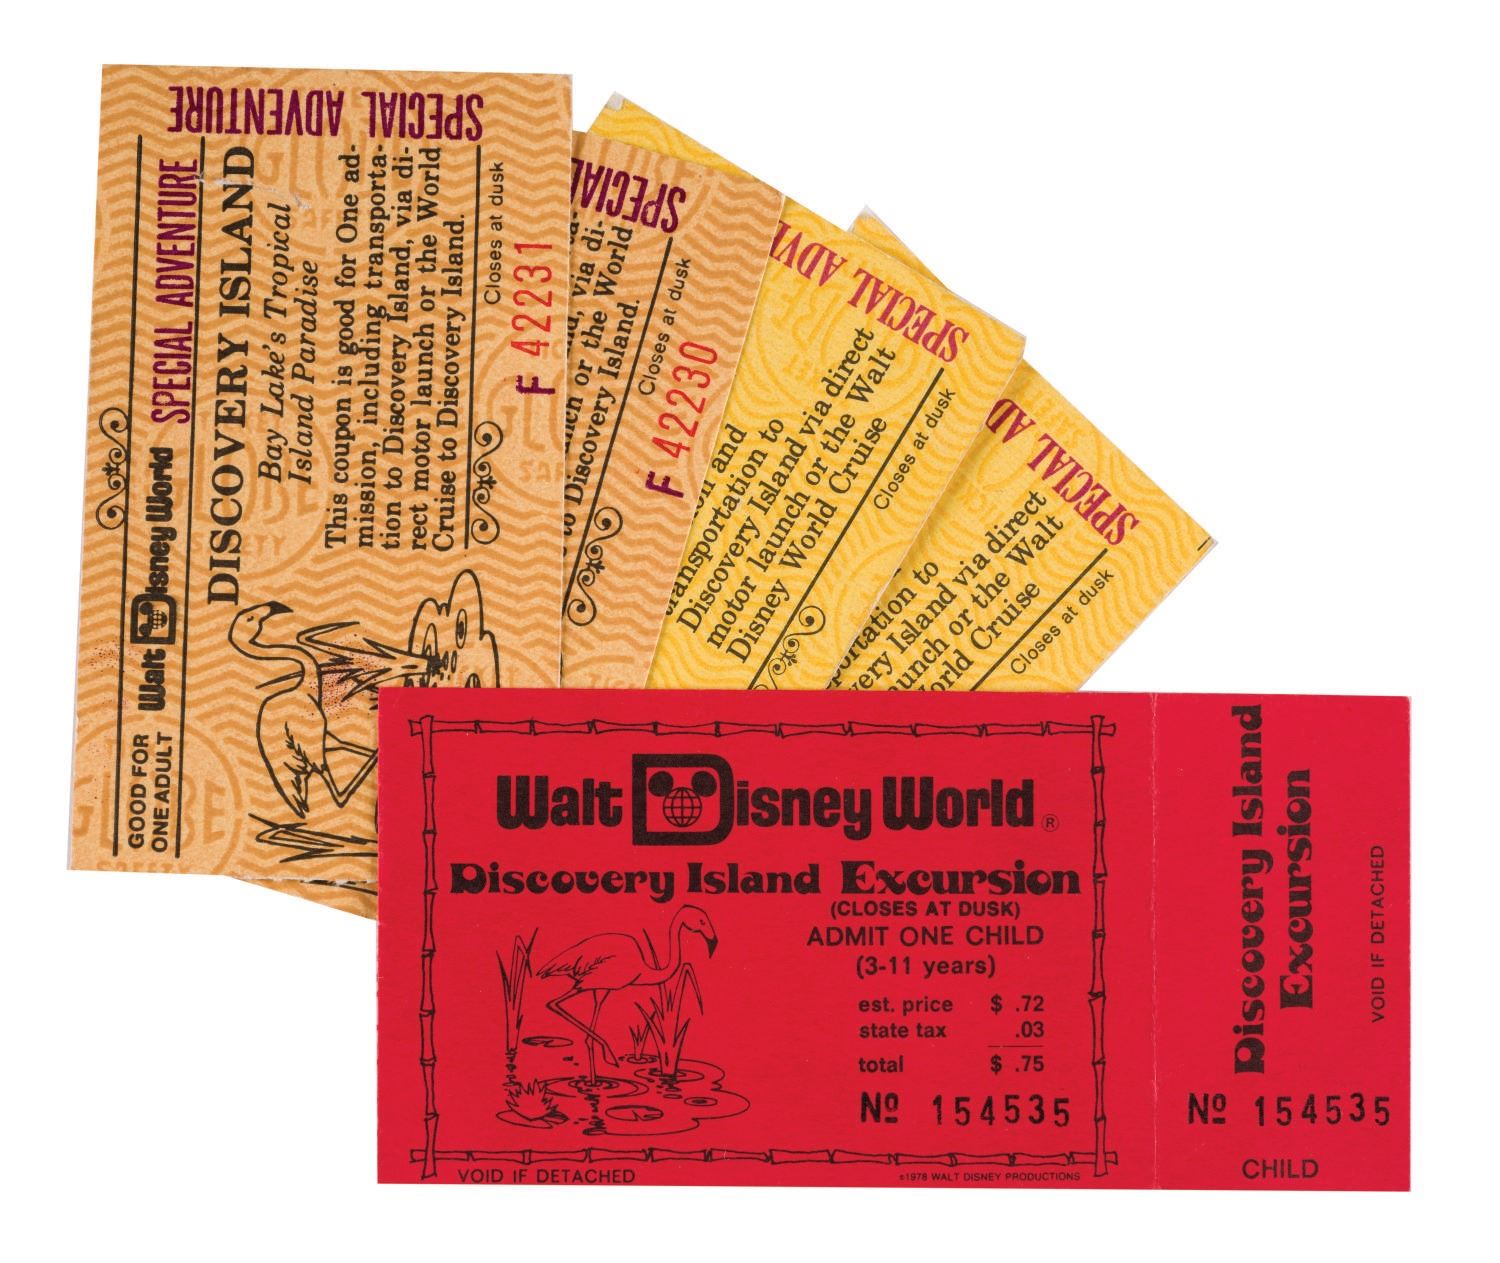 SPECIAL ADVENTURE
GOOD FOR
ONE ADULT
Walt Disney World SPECIAL ADVENTURE
DISCOVERY ISLAND
Bay Lake's Tropical
Island Paradise
This coupon is good for One ad-
mission, including transporta-
tion to Discovery Island, via di-
rect motor launch or the World
Cruise to Discovery Island.
Closes at dusk
F 42231
SPECIAL
via di-
or the World
Discovery Island.
Closes at dusk
F 42230
SPECIAL
and
transportation to
Discovery Island via direct
motor launch or the Walt
Disney World Cruise
Closes at dusk
SPECIAL AD
to
Island via direct
or the Walt
Cruise
Closes at dusk
Walt Disney World ®
Discovery Island Excursion
(CLOSES AT DUSK)
ADMIT ONE CHILD
(3-11 years)
est. price $ .72
state tax .03
total $ .75
Nº 154535
VOID IF DETACHED
©1978 WALT DISNEY PRODUCTIONS
Discovery Island
Excursion
VOID IF DETACHED
Nº 154535
CHILD